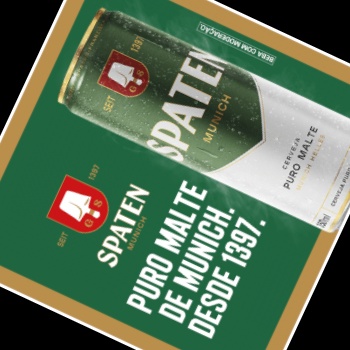 BEBA COM MODERAÇÃO.
SEIT 1397
G S
SPATEN
MUNICH
CERVEJA
PURO MALTE
MUNICH HELLES
SEIT 1397
G S
SPATEN
MUNICH
PURO MALTE
DE MUNICH.
DESDE 1397.